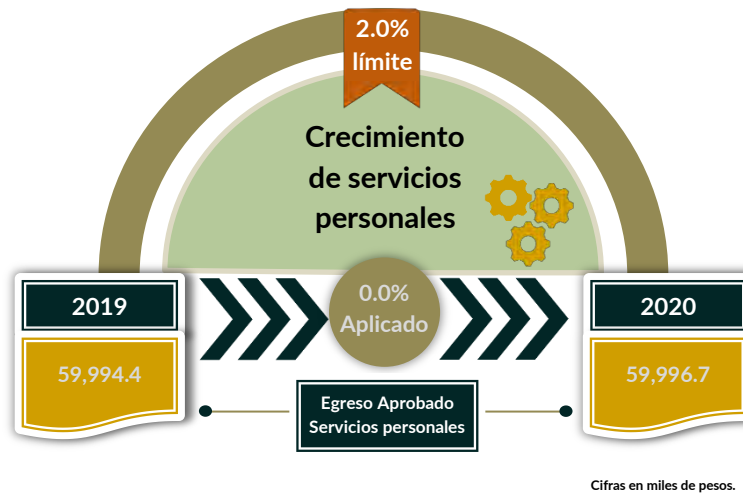 2.0%
límite
Crecimiento
de servicios
personales
2019
0.0%
Aplicado
2020
59,994.4
59,996.7
Egreso Aprobado
Servicios personales
Cifras en miles de pesos.